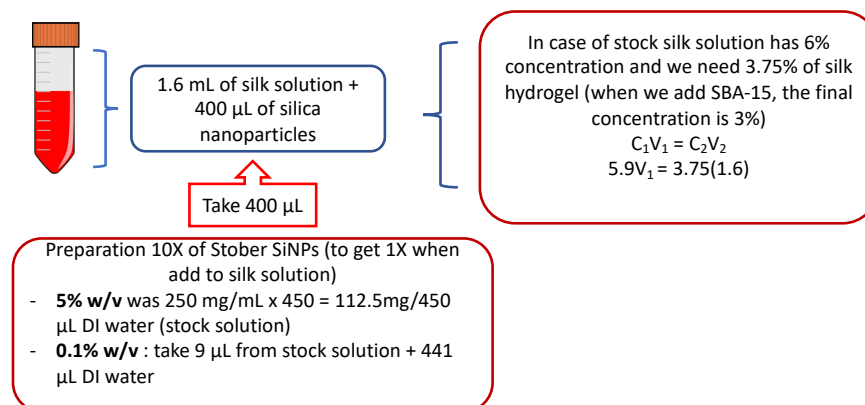 1.6 mL of silk solution +
400 µL of silica
nanoparticles
In case of stock silk solution has 6%
concentration and we need 3.75% of silk
hydrogel (when we add SBA-15, the final
concentration is 3%)
C₁V₁ = C₂V₂
5.9V₁ = 3.75(1.6)
Take 400 µL
Preparation 10X of Stober SiNPs (to get 1X when
add to silk solution)
- 5% w/v was 250 mg/mL x 450 = 112.5mg/450
µL DI water (stock solution)
- 0.1% w/v : take 9 µL from stock solution + 441
µL DI water